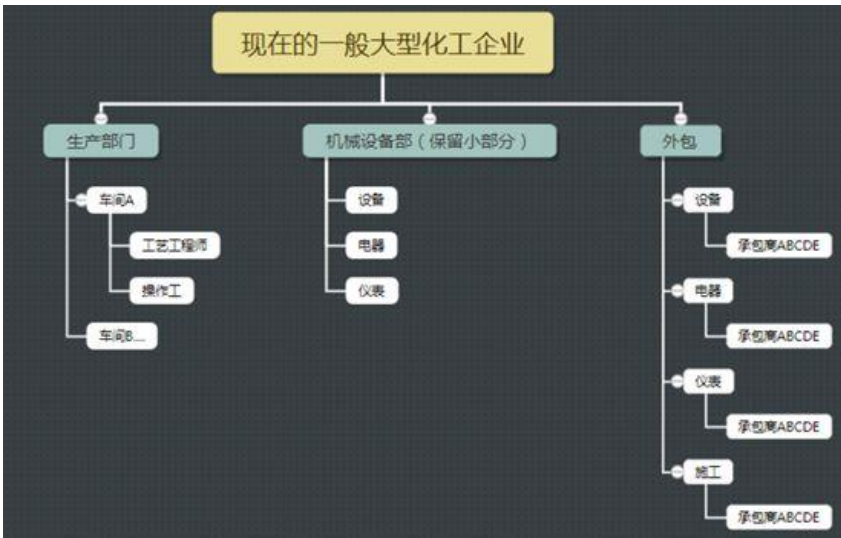 现在的一般大型化工企业
生产部门
机械设备部（保留小部分）
外包
车间A
工艺工程师
操作工
车间B....
设备
电器
仪表
设备
承包商ABCDE
电器
承包商ABCDE
仪表
承包商ABCDE
施工
承包商ABCDE